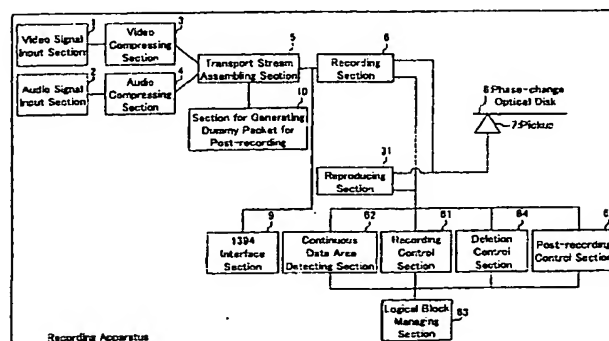 1
Video Signal
Input Section
3
Video
Compressing
Section
5
Transport Stream
Assembling Section
6
Recording
Section
2
Audio Signal
Input Section
4
Audio
Compressing
Section
10
Section for Generating
Dummy Packet for
Post-recording
8:Phase-change
Optical Disk
7:Pickup
31
Reproducing
Section
9
1394
Interface
Section
62
Continuous
Data Area
Detecting Section
61
Recording
Control
Section
64
Deletion
Control
Section
Post-recording
Control Section
Logical Block
Managing
Section
63
Recording Apparatus